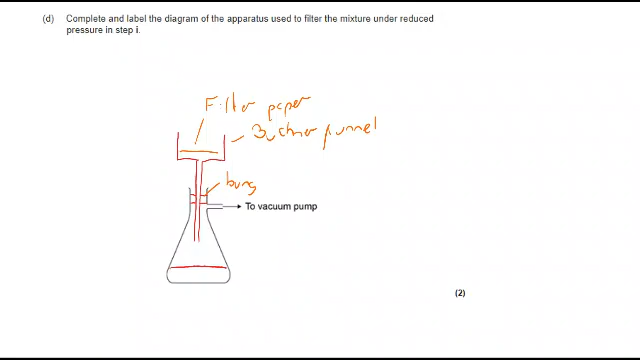 (d) Complete and label the diagram of the apparatus used to filter the mixture under reduced
pressure in step i.
Filter paper
Buchner funnel
bung
To vacuum pump
(2)